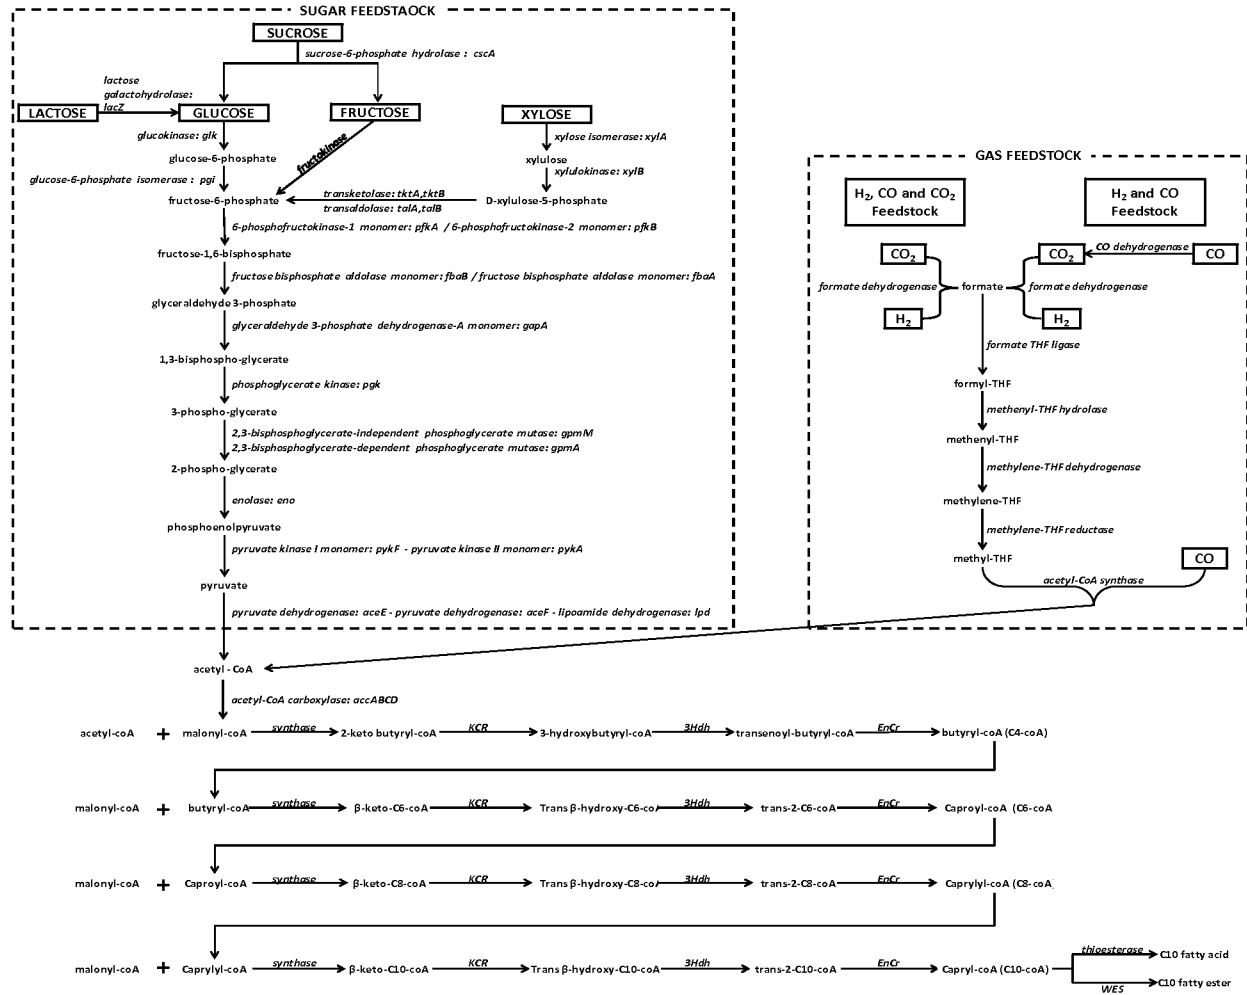 SUGAR FEEDSTAOCK
SUCROSE
sucrose-6-phosphate hydrolase : cscA
lactose
galactohydrolase:
lacZ
LACTOSE
GLUCOSE
FRUCTOSE
XYLOSE
glucokinase: glk
fructokinase
xylose isomerase: xylA
glucose-6-phosphate
xylulose
xylulokinase: xylB
glucose-6-phosphate isomerase : pgi
fructose-6-phosphate
transketolase: tktA,tktB
transaldolase: talA,talB
D-xylulose-5-phosphate
6-phosphofructokinase-1 monomer: pfkA / 6-phosphofructokinase-2 monomer: pfkB
fructose-1,6-bisphosphate
fructose bisphosphate aldolase monomer: fbaB / fructose bisphosphate aldolase monomer: fbaA
glyceraldehyde 3-phosphate
glyceraldehyde 3-phosphate dehydrogenase-A monomer: gapA
1,3-bisphospho-glycerate
phosphoglycerate kinase: pgk
3-phospho-glycerate
2,3-bisphosphoglycerate-independent phosphoglycerate mutase: gpmM
2,3-bisphosphoglycerate-dependent phosphoglycerate mutase: gpmA
2-phospho-glycerate
enolase: eno
phosphoenolpyruvate
pyruvate kinase I monomer: pykF - pyruvate kinase II monomer: pykA
pyruvate
pyruvate dehydrogenase: aceE - pyruvate dehydrogenase: aceF - lipoamide dehydrogenase: lpd
GAS FEEDSTOCK
H2, CO and CO2
Feedstock
H2 and CO
Feedstock
CO2
CO2
CO dehydrogenase
CO
formate dehydrogenase
formate
formate dehydrogenase
H2
H2
formate THF ligase
formyl-THF
methenyl-THF hydrolase
methenyl-THF
methylene-THF dehydrogenase
methylene-THF
methylene-THF reductase
methyl-THF
CO
acetyl-CoA synthase
acetyl - CoA
acetyl-CoA carboxylase: accABCD
acetyl-coA + malonyl-coA synthase 2-keto butyryl-coA KCR 3-hydroxybutyryl-coA 3Hdh transenoyl-butyryl-coA EnCr butyryl-coA (C4-coA)
malonyl-coA + butyryl-coA synthase β-keto-C6-coA KCR Trans β-hydroxy-C6-co 3Hdh trans-2-C6-coA EnCr Caproyl-coA (C6-coA
malonyl-coA + Caproyl-coA synthase β-keto-C8-coA KCR Trans β-hydroxy-C8-co 3Hdh trans-2-C8-coA EnCr Caprylyl-coA (C8-coA)
malonyl-coA + Caprylyl-coA synthase β-keto-C10-coA KCR Trans β-hydroxy-C10-coA 3Hdh trans-2-C10-coA EnCr Capryl-coA (C10-coA)
thioesterase C10 fatty acid
WES C10 fatty ester